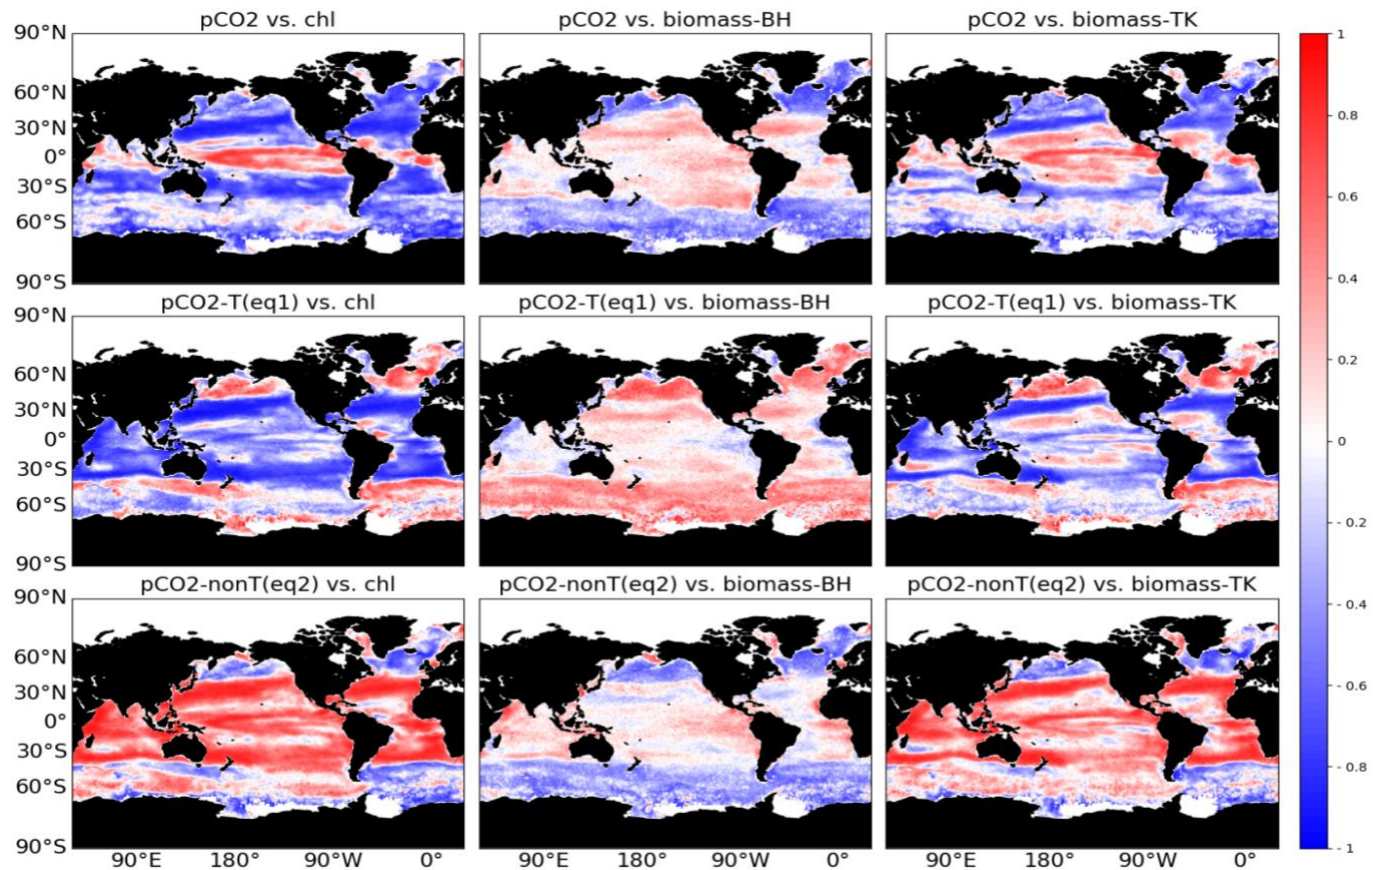 pCO2 vs. chl
pCO2 vs. biomass-BH
pCO2 vs. biomass-TK
90°N
60°N
30°N
0°
30°S
60°S
90°S
pCO2-T(eq1) vs. chl
pCO2-T(eq1) vs. biomass-BH
pCO2-T(eq1) vs. biomass-TK
90°N
60°N
30°N
0°
30°S
60°S
90°S
pCO2-nonT(eq2) vs. chl
pCO2-nonT(eq2) vs. biomass-BH
pCO2-nonT(eq2) vs. biomass-TK
90°N
60°N
30°N
0°
30°S
60°S
90°S
90°E 180° 90°W 0°
90°E 180° 90°W 0°
90°E 180° 90°W 0°
1
0.8
0.6
0.4
0.2
0
- 0.2
- 0.4
- 0.6
- 0.8
1